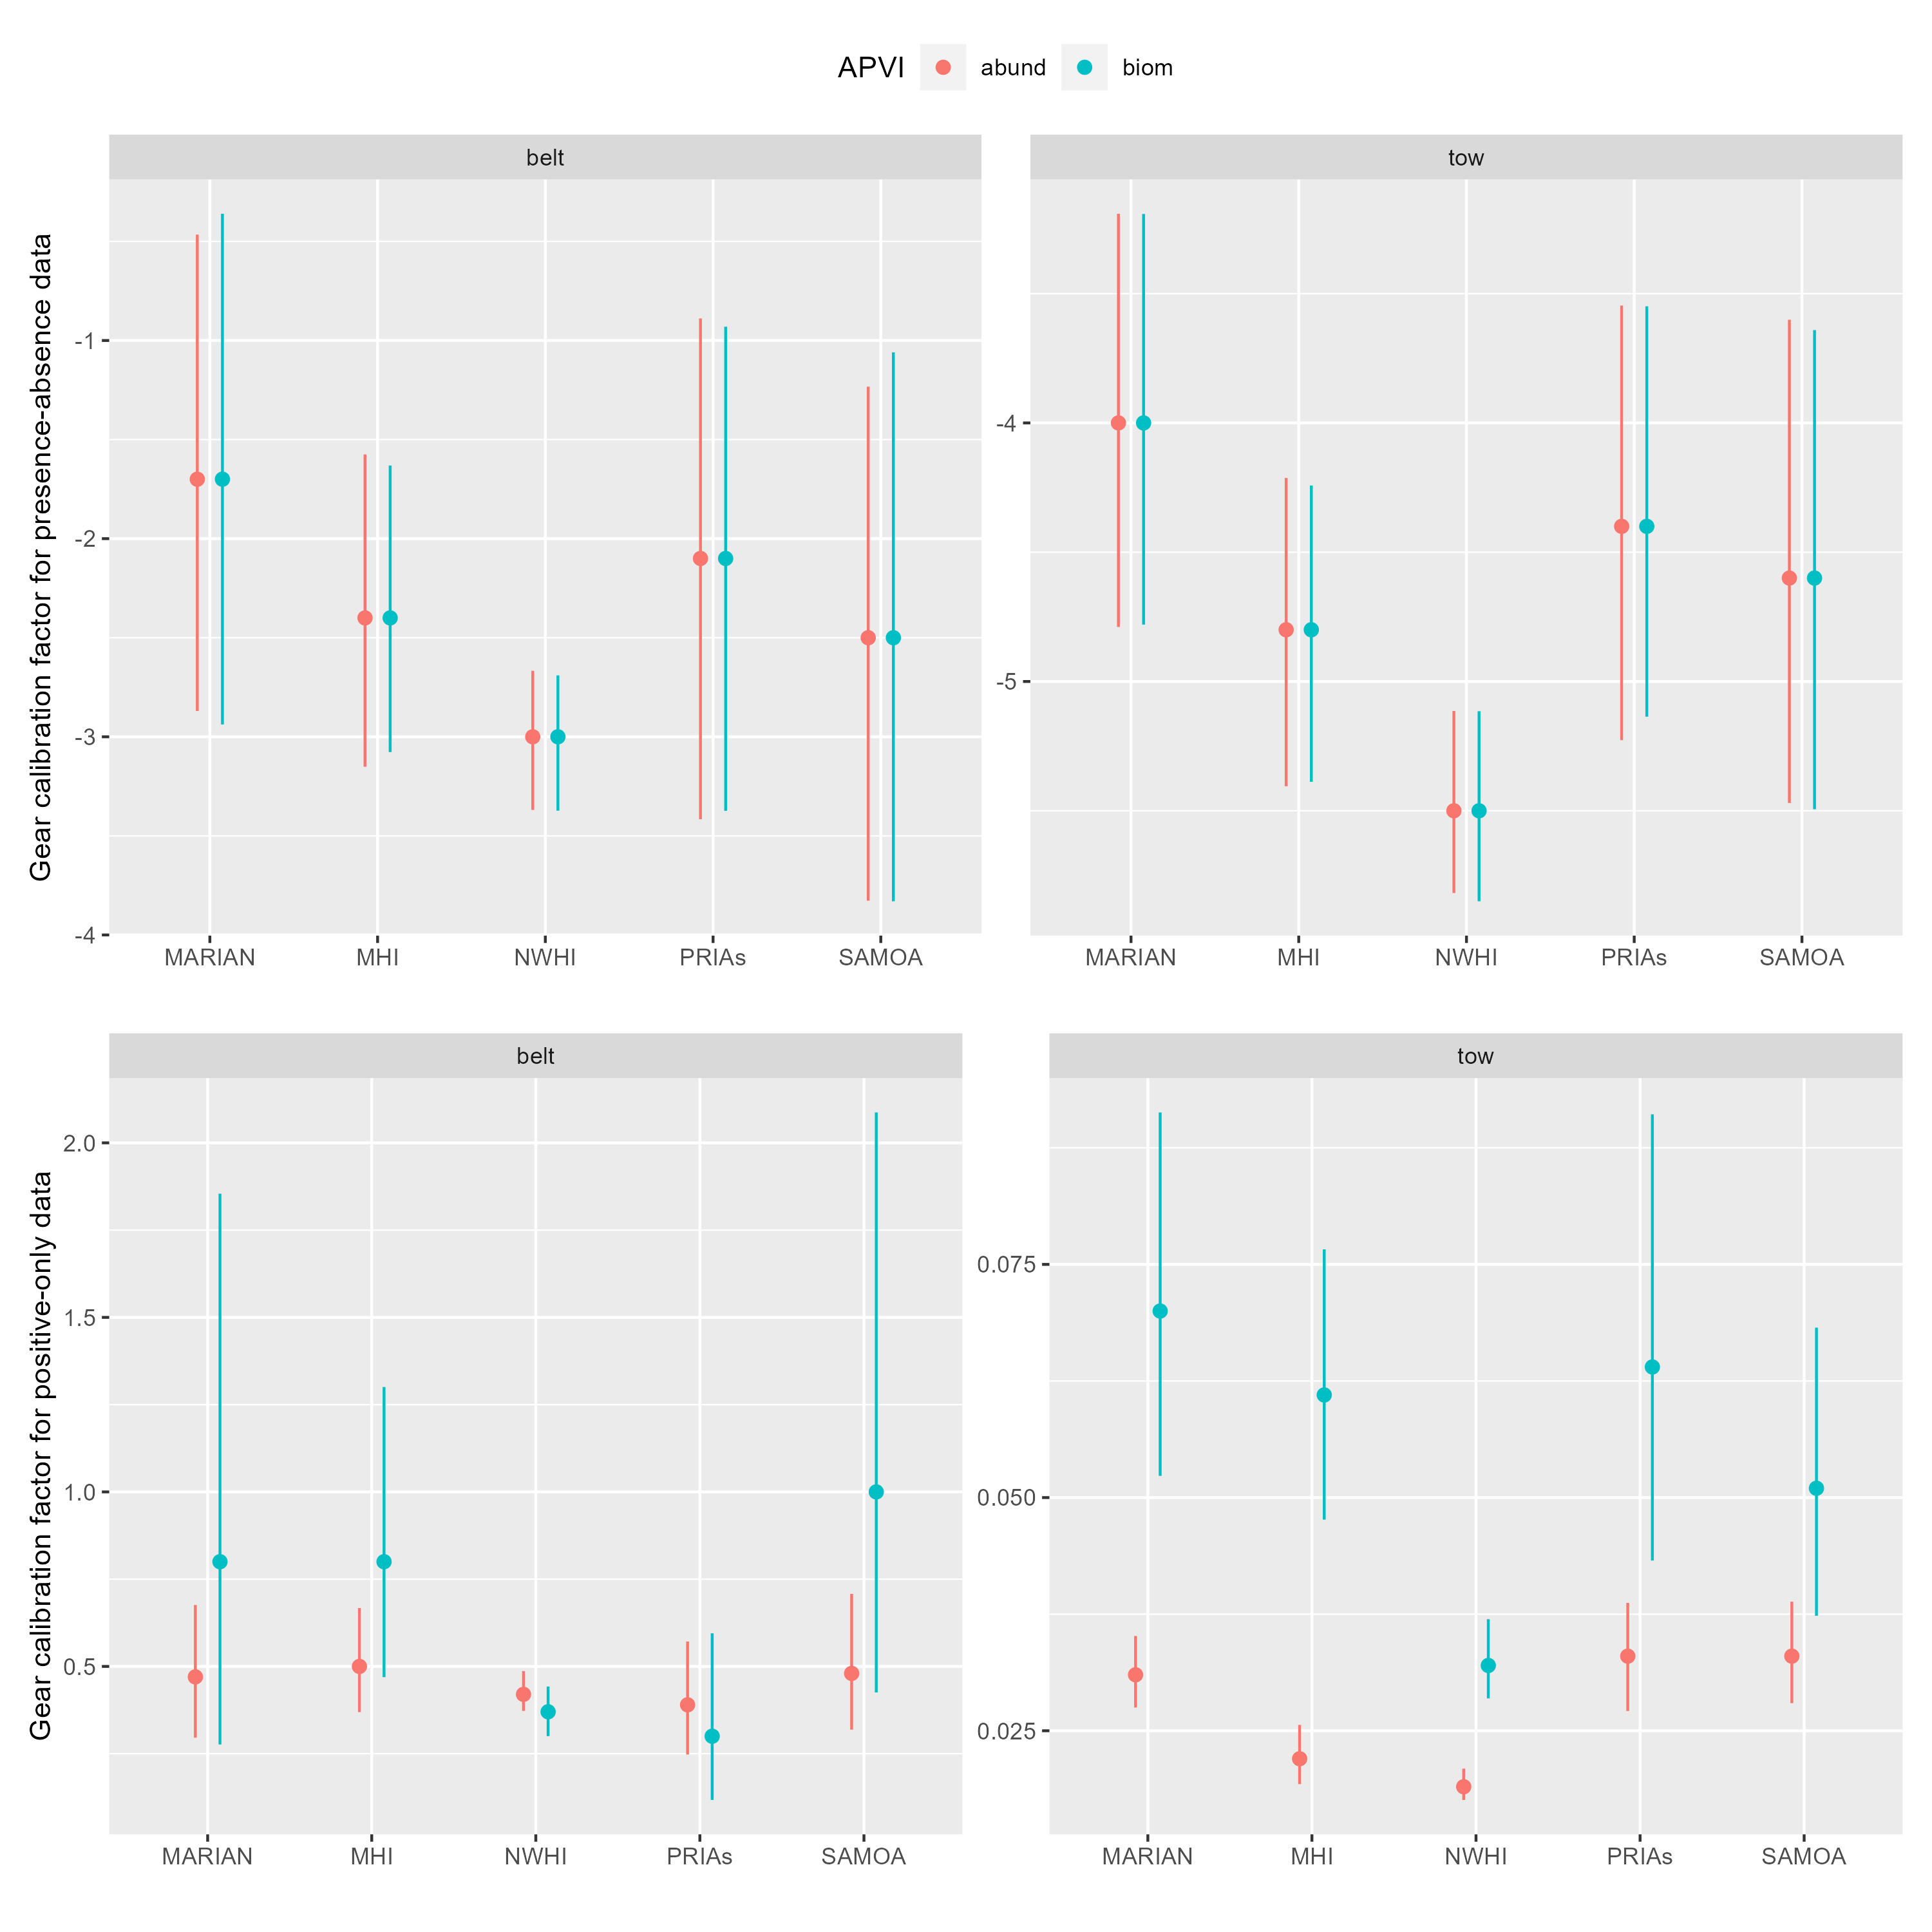 APVI abund biom
belt tow
Gear calibration factor for presence-absence data
-1
-2
-3
-4
-4
-5
MARIAN MHI NWHI PRIAs SAMOA
MARIAN MHI NWHI PRIAs SAMOA
belt tow
Gear calibration factor for positive-only data
2.0
1.5
1.0
0.5
0.075
0.050
0.025
MARIAN MHI NWHI PRIAs SAMOA
MARIAN MHI NWHI PRIAs SAMOA